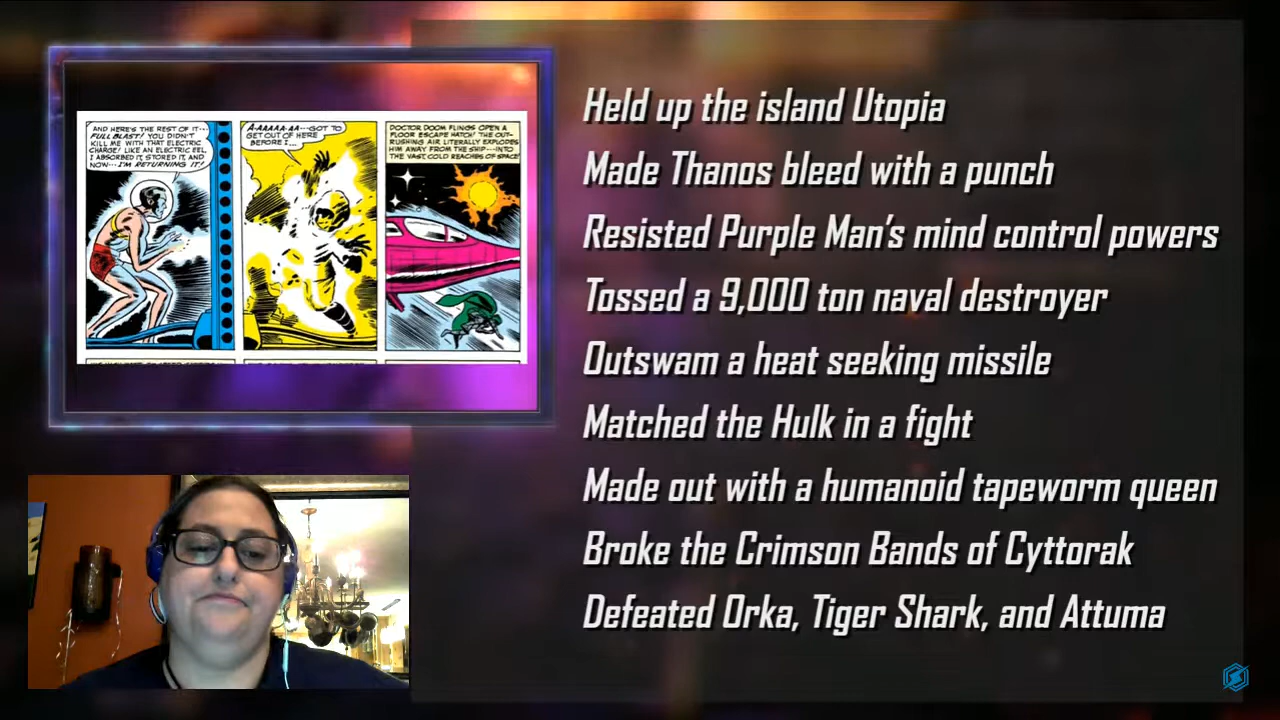 AND HERE'S THE REST OF IT...
FULL BLAST! YOU DIDN'T
KILL ME WITH THAT ELECTRIC
CHARGE! LIKE AN ELECTRIC EEL,
I ABSORBED IT, STORED IT, AND
NOW... I'M RETURNING IT!
A-AAAAA-AA...GOT TO
GET OUT OF HERE
BEFORE I...
DOCTOR DOOM FLINGS OPEN A
FLOOR ESCAPE HATCH! THE OUT-
RUSHING AIR LITERALLY EXPLODES
HIM AWAY FROM THE SHIP...INTO
THE VAST, COLD REACHES OF SPACE!
Held up the island Utopia
Made Thanos bleed with a punch
Resisted Purple Man's mind control powers
Tossed a 9,000 ton naval destroyer
Outswam a heat seeking missile
Matched the Hulk in a fight
Made out with a humanoid tapeworm queen
Broke the Crimson Bands of Cyttorak
Defeated Orka, Tiger Shark, and Attuma